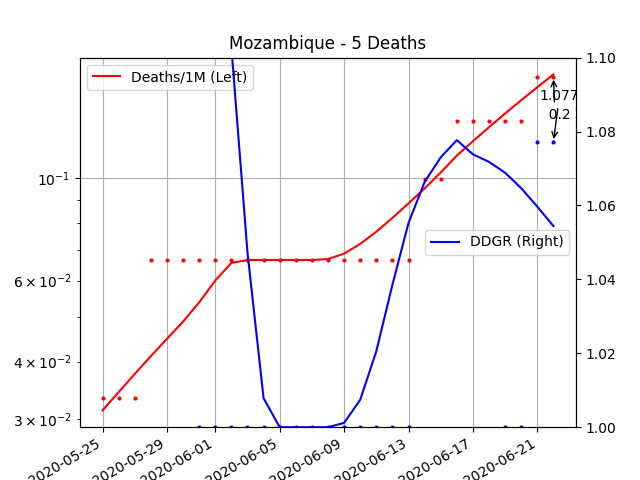 Mozambique - 5 Deaths
Deaths/1M (Left)
DDGR (Right)
1.077
0.2
10⁻¹
6 × 10⁻²
4 × 10⁻²
3 × 10⁻²
1.10
1.08
1.06
1.04
1.02
1.00
2020-05-25
2020-05-29
2020-06-01
2020-06-05
2020-06-09
2020-06-13
2020-06-17
2020-06-21